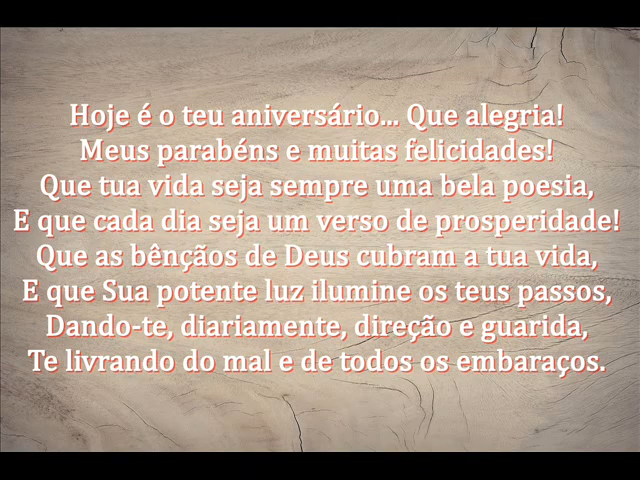 Hoje é o teu aniversário... Que alegria!
Meus parabéns e muitas felicidades!
Que tua vida seja sempre uma bela poesia,
E que cada dia seja um verso de prosperidade!
Que as bênçãos de Deus cubram a tua vida,
E que Sua potente luz ilumine os teus passos,
Dando-te, diariamente, direção e guarida,
Te livrando do mal e de todos os embaraços.